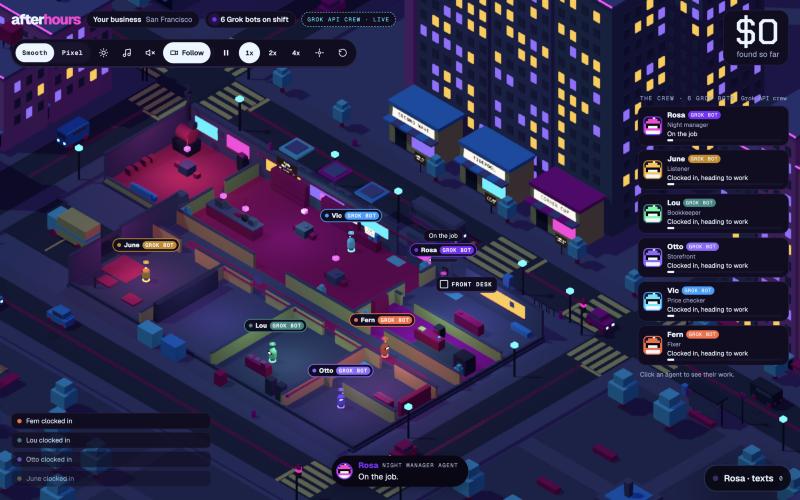 afterhours Your business San Francisco 6 Grok bots on shift GROK API CREW · LIVE
Smooth Pixel Follow 1x 2x 4x
$0
found so far
THE CREW · 6 GROK BOTS Grok API crew
Rosa GROK BOT
Night manager
On the job
June GROK BOT
Listener
Clocked in, heading to work
Lou GROK BOT
Bookkeeper
Clocked in, heading to work
Otto GROK BOT
Storefront
Clocked in, heading to work
Vic GROK BOT
Price checker
Clocked in, heading to work
Fern GROK BOT
Fixer
Clocked in, heading to work
Click an agent to see their work.
Vic GROK BOT
On the job
Rosa GROK BOT
June GROK BOT
FRONT DESK
Lou GROK BOT
Fern GROK BOT
Otto GROK BOT
Fern clocked in
Lou clocked in
Otto clocked in
June clocked in
Rosa NIGHT MANAGER AGENT
On the job.
Rosa · texts 0